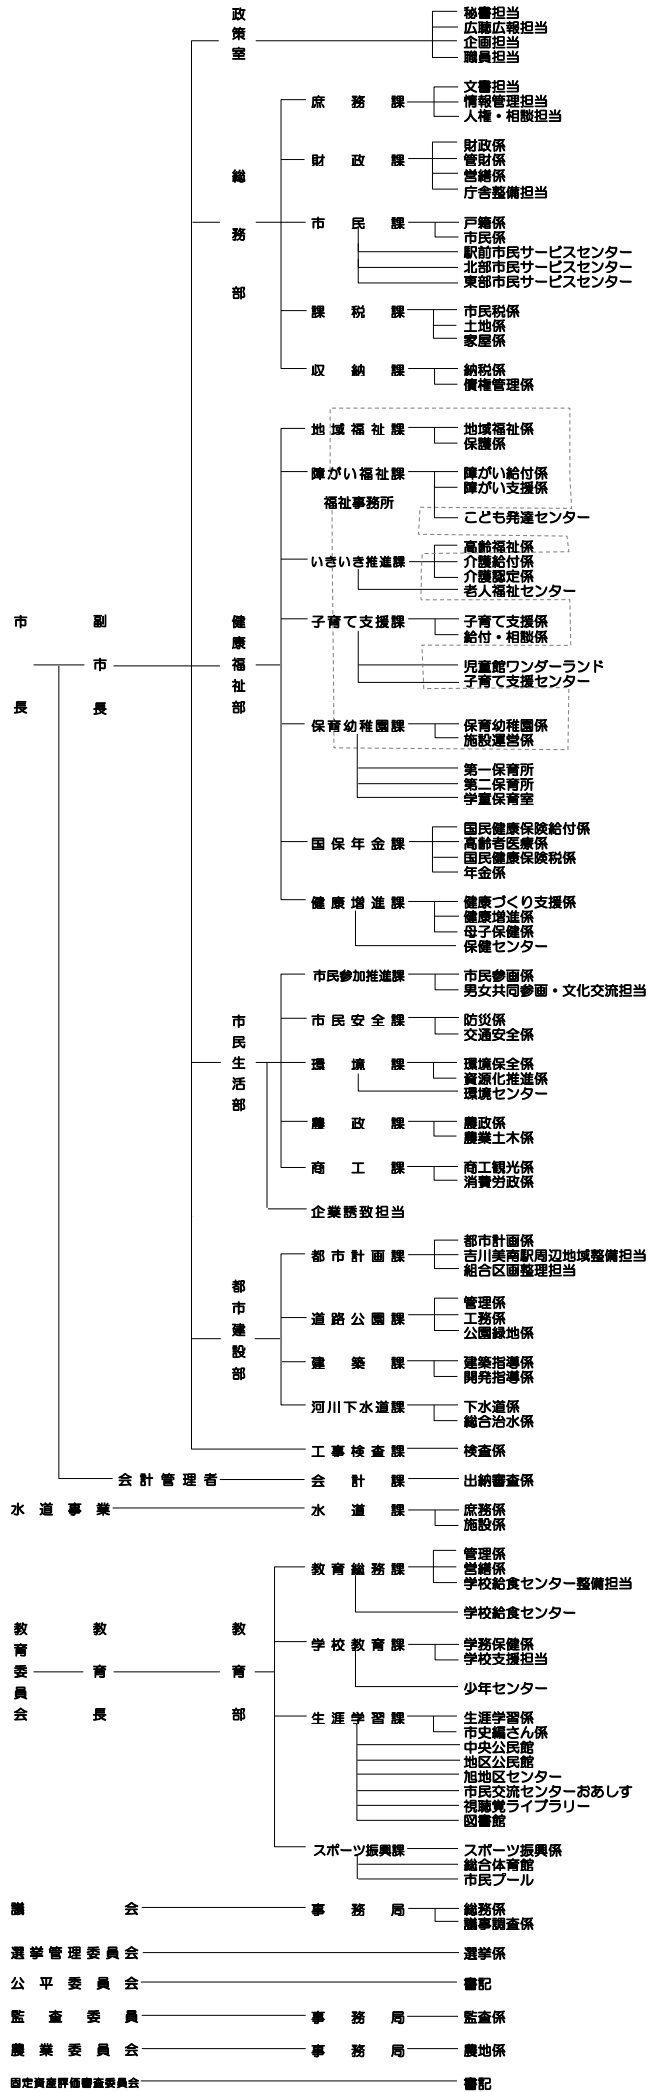 政策室
秘書担当
広聴広報担当
企画担当
職員担当
総務部
庶務課
文書担当
情報管理担当
人権・相談担当
財政課
財政係
管財係
営繕係
庁舎整備担当
市民課
戸籍係
市民係
駅前市民サービスセンター
北部市民サービスセンター
東部市民サービスセンター
課税課
市民税係
土地係
家屋係
収納課
納税係
債権管理係
市長
副市長
健康福祉部
地域福祉課
地域福祉係
保護係
障がい福祉課
障がい給付係
障がい支援係
福祉事務所
こども発達センター
いきいき推進課
高齢福祉係
介護給付係
介護認定係
老人福祉センター
子育て支援課
子育て支援係
給付・相談係
児童館ワンダーランド
子育て支援センター
保育幼稚園課
保育幼稚園係
施設運営係
第一保育所
第二保育所
学童保育室
国保年金課
国民健康保険給付係
高齢者医療係
国民健康保険税係
年金係
健康増進課
健康づくり支援係
健康増進係
母子保健係
保健センター
市民生活部
市民参加推進課
市民参画係
男女共同参画・文化交流担当
市民安全課
防災係
交通安全係
環境課
環境保全係
資源化推進係
環境センター
農政課
農政係
農業土木係
商工課
商工観光係
消費労政係
企業誘致担当
都市建設部
都市計画課
都市計画係
吉川美南駅周辺地域整備担当
組合区画整理担当
道路公園課
管理係
工務係
公園緑地係
建築課
建築指導係
開発指導係
河川下水道課
下水道係
総合治水係
工事検査課
検査係
会計管理者
会計課
出納審査係
水道事業
水道課
庶務係
施設係
教育委員会
教育長
教育部
教育総務課
管理係
営繕係
学校給食センター整備担当
学校給食センター
学校教育課
学務保健係
学校支援担当
少年センター
生涯学習課
生涯学習係
市史編さん係
中央公民館
地区公民館
旭地区センター
市民交流センターおあしす
視聴覚ライブラリー
図書館
スポーツ振興課
スポーツ振興係
総合体育館
市民プール
議会
事務局
総務係
議事調査係
選挙管理委員会
選挙係
公平委員会
書記
監査委員
事務局
監査係
農業委員会
事務局
農地係
固定資産評価審査委員会
書記